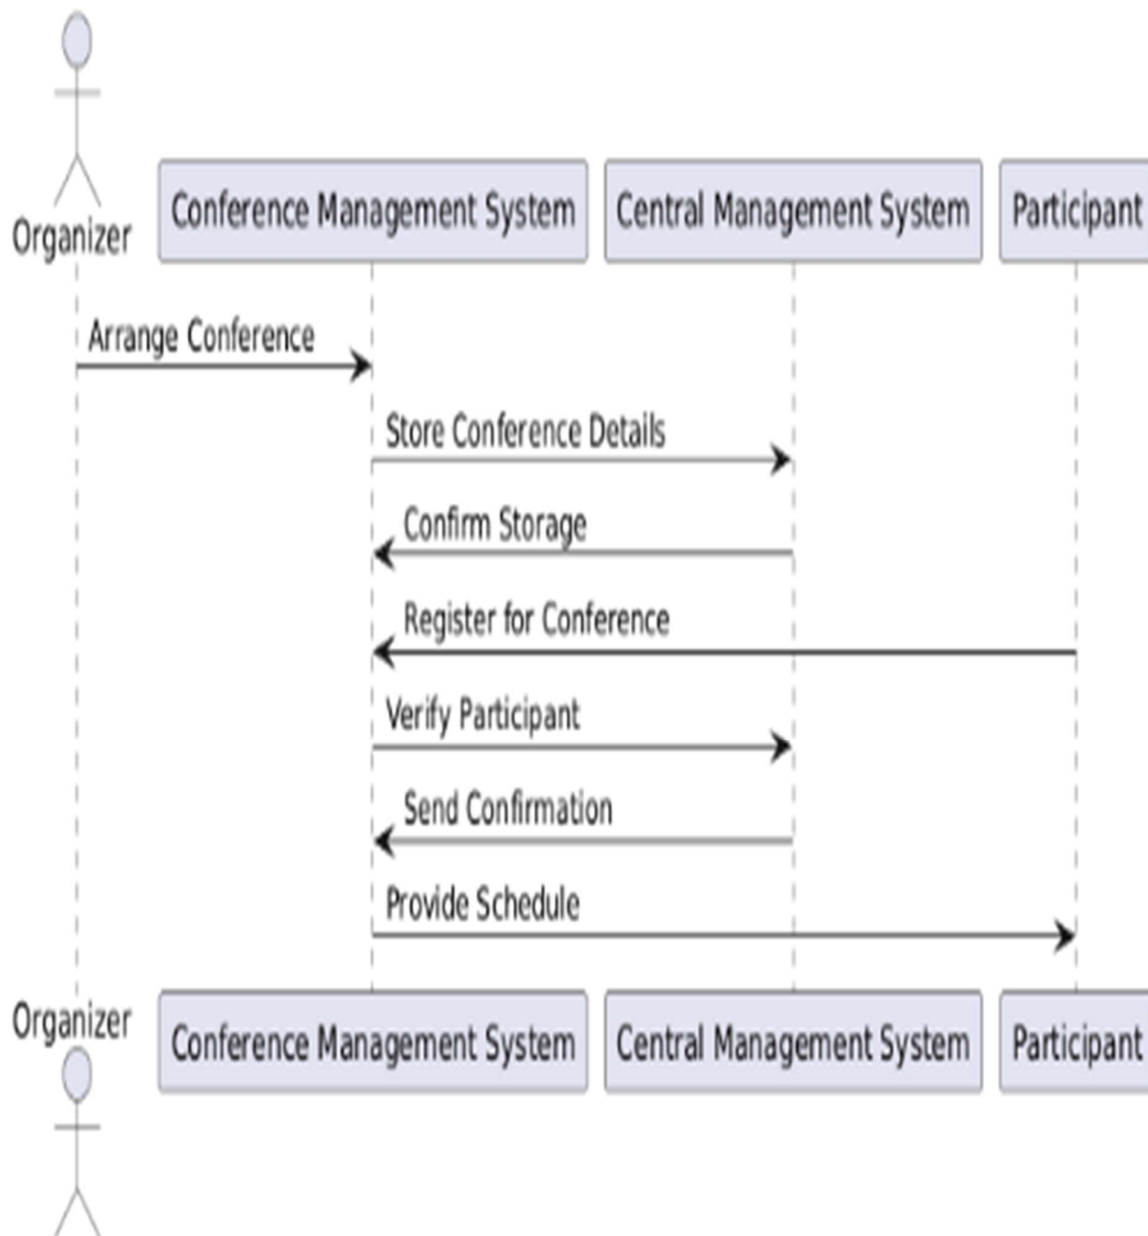 Organizer
Conference Management System
Central Management System
Participant
Arrange Conference
Store Conference Details
Confirm Storage
Register for Conference
Verify Participant
Send Confirmation
Provide Schedule
Organizer
Conference Management System
Central Management System
Participant